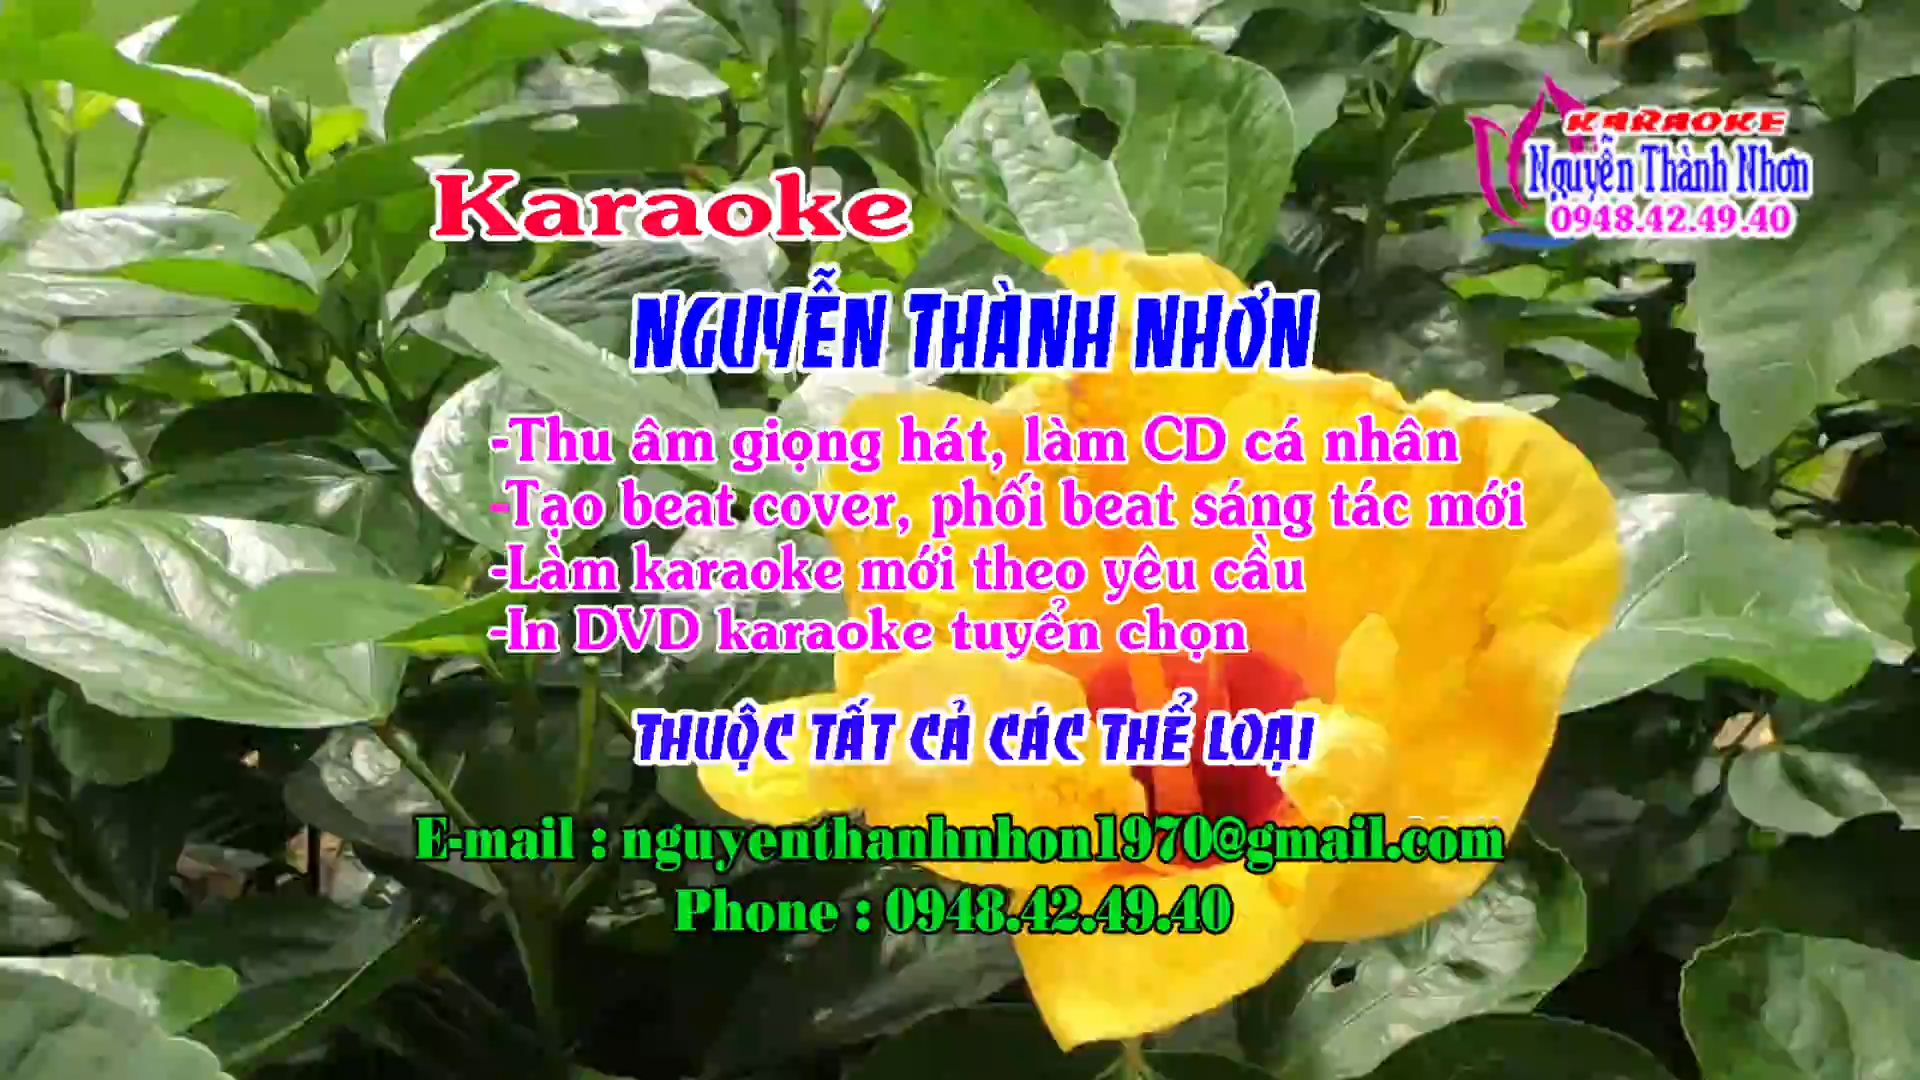 KARAOKE
Nguyễn Thành Nhơn
0948.42.49.40
Karaoke
NGUYỄN THÀNH NHƠN
-Thu âm giọng hát, làm CD cá nhân
-Tạo beat cover, phối beat sáng tác mới
-Làm karaoke mới theo yêu cầu
-In DVD karaoke tuyển chọn
THUỘC TẤT CẢ CÁC THỂ LOẠI
E-mail : nguyenthanhnhon1970@gmail.com
Phone : 0948.42.49.40